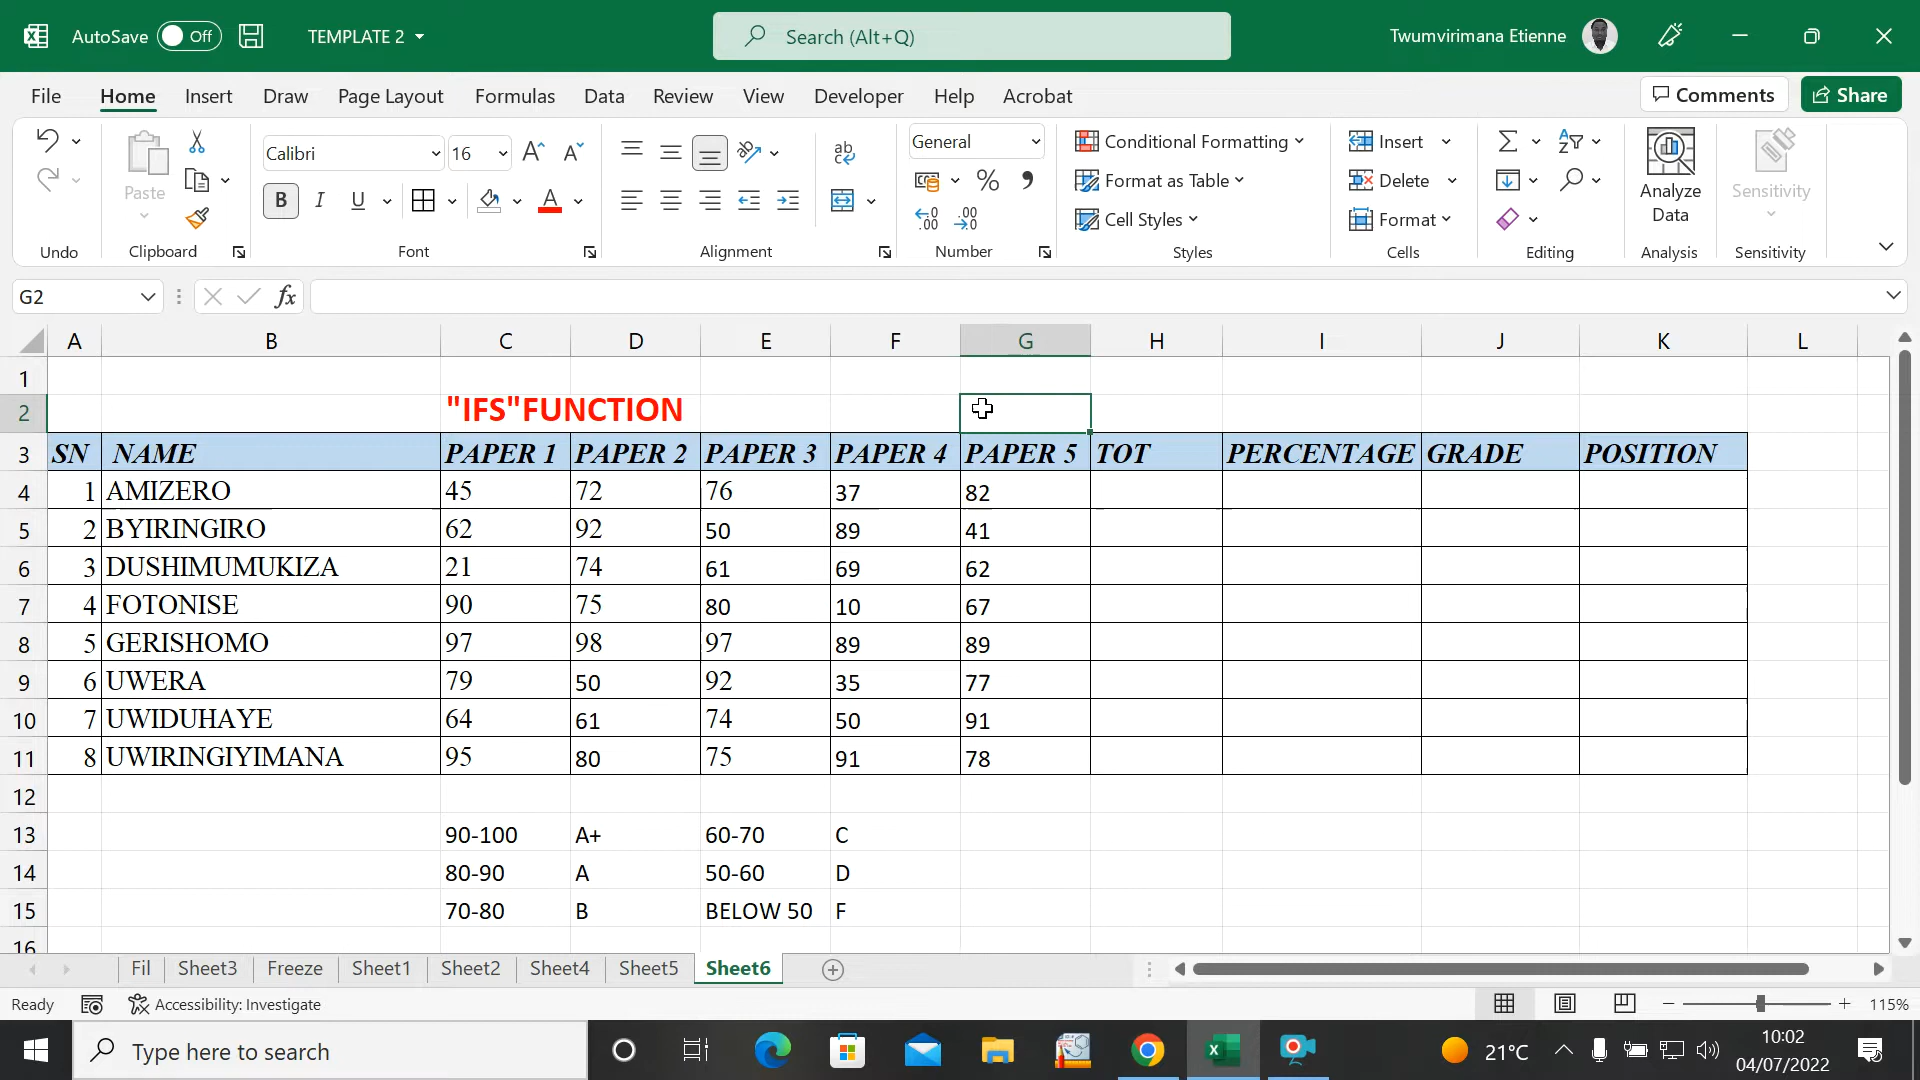 AutoSave Off TEMPLATE 2 Search (Alt+Q) Twumvirimana Etienne
File Home Insert Draw Page Layout Formulas Data Review View Developer Help Acrobat Comments Share
Calibri 16 General Conditional Formatting Insert
Paste Format as Table Delete Analyze Data Sensitivity
Cell Styles Format
Undo Clipboard Font Alignment Number Styles Cells Editing Analysis Sensitivity
G2 fx
A B C D E F G H I J K L
1
2 "IFS"FUNCTION
3 SN NAME PAPER 1 PAPER 2 PAPER 3 PAPER 4 PAPER 5 TOT PERCENTAGE GRADE POSITION
4 1 AMIZERO 45 72 76 37 82
5 2 BYIRINGIRO 62 92 50 89 41
6 3 DUSHIMUMUKIZA 21 74 61 69 62
7 4 FOTONISE 90 75 80 10 67
8 5 GERISHOMO 97 98 97 89 89
9 6 UWERA 79 50 92 35 77
10 7 UWIDUHAYE 64 61 74 50 91
11 8 UWIRINGIYIMANA 95 80 75 91 78
12
13 90-100 A+ 60-70 C
14 80-90 A 50-60 D
15 70-80 B BELOW 50 F
16
Fil Sheet3 Freeze Sheet1 Sheet2 Sheet4 Sheet5 Sheet6
Ready Accessibility: Investigate 115%
Type here to search 21°C 10:02
04/07/2022